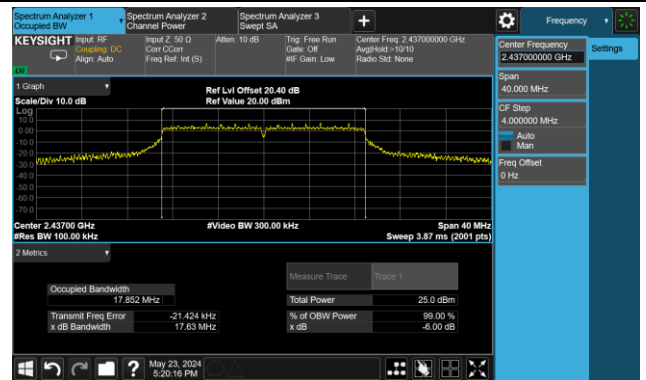 Spectrum Analyzer 1
Occupied BW
Spectrum Analyzer 2
Channel Power
Spectrum Analyzer 3
Swept SA
Frequency
KEYSIGHT
Input: RF
Coupling: DC
Align: Auto
Input Z: 50 Ω
Corr CCorr
Freq Ref: Int (S)
Atten: 10 dB
Trig: Free Run
Gate: Off
#IF Gain: Low
Center Freq: 2.437000000 GHz
Avg|Hold:>10/10
Radio Std: None
LW
1 Graph
Scale/Div 10.0 dB
Ref Lvl Offset 20.40 dB
Ref Value 20.00 dBm
Log
10.0
0.00
-10.0
-20.0
-30.0
-40.0
-50.0
-60.0
-70.0
Center 2.43700 GHz
#Res BW 100.00 kHz
#Video BW 300.00 kHz
Span 40 MHz
Sweep 3.87 ms (2001 pts)
2 Metrics
Measure Trace
Trace 1
Occupied Bandwidth
17.852 MHz
Total Power
25.0 dBm
Transmit Freq Error
-21.424 kHz
% of OBW Power
99.00 %
x dB Bandwidth
17.63 MHz
x dB
-6.00 dB
Center Frequency
2.437000000 GHz
Settings
Span
40.000 MHz
CF Step
4.000000 MHz
Auto
Man
Freq Offset
0 Hz
?
May 23, 2024
5:20:16 PM